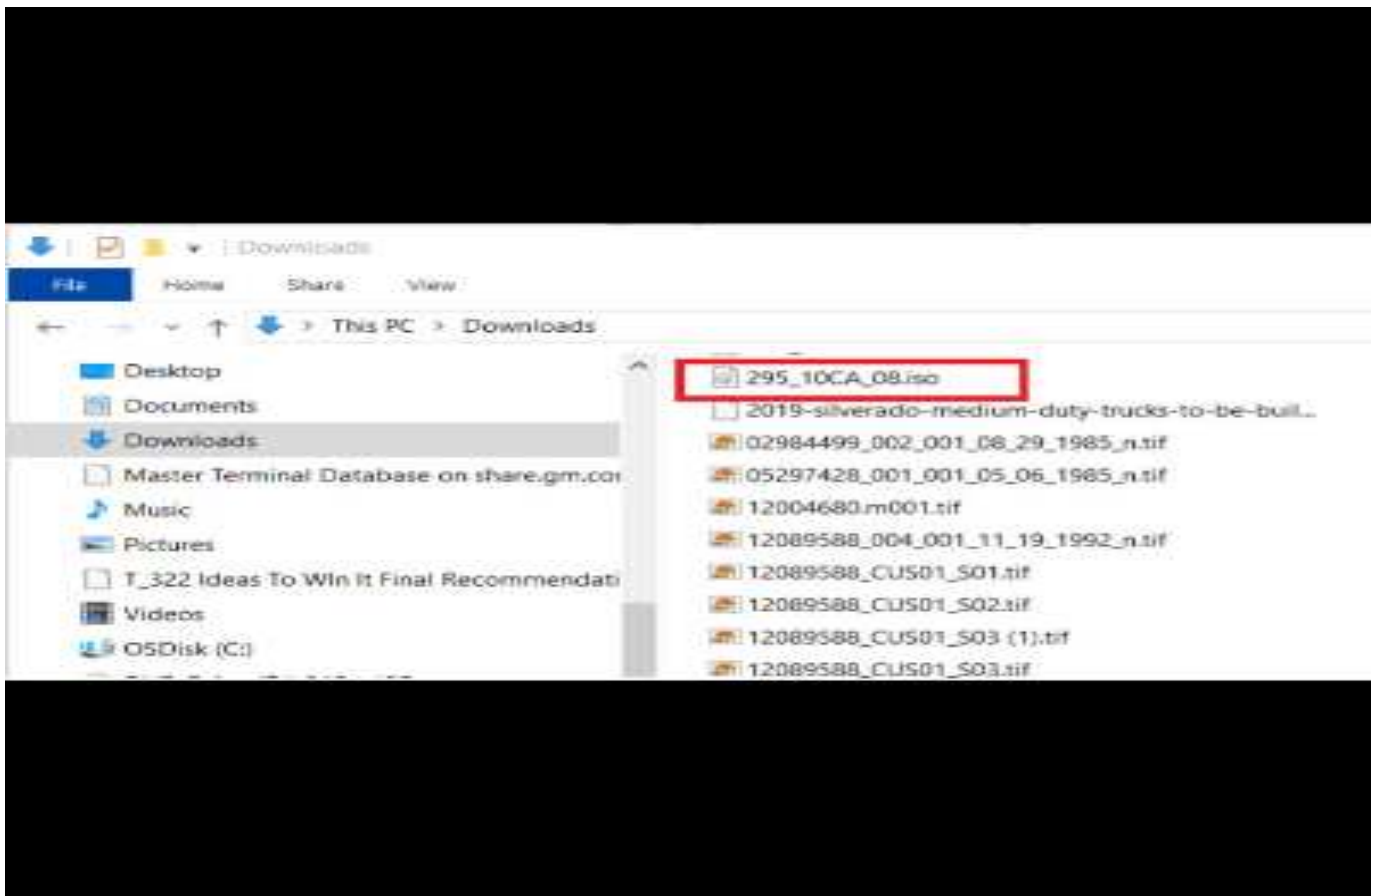 Downloads
File Home Share View
This PC > Downloads
Desktop
Documents
Downloads
Master Terminal Database on share.gm.com
Music
Pictures
T_322 Ideas To WIn It Final Recommendati
Videos
OSDisk (C:)
295_10CA_08.iso
2019-silverado-medium-duty-trucks-to-be-buil...
02984499_002_001_08_29_1985_n.tif
05297428_001_001_05_06_1985_n.tif
12004680.m001.tif
12089588_004_001_11_19_1992_n.tif
12089588_CUS01_S01.tif
12089588_CUS01_S02.tif
12089588_CUS01_S03 (1).tif
12089588_CUS01_S03.tif